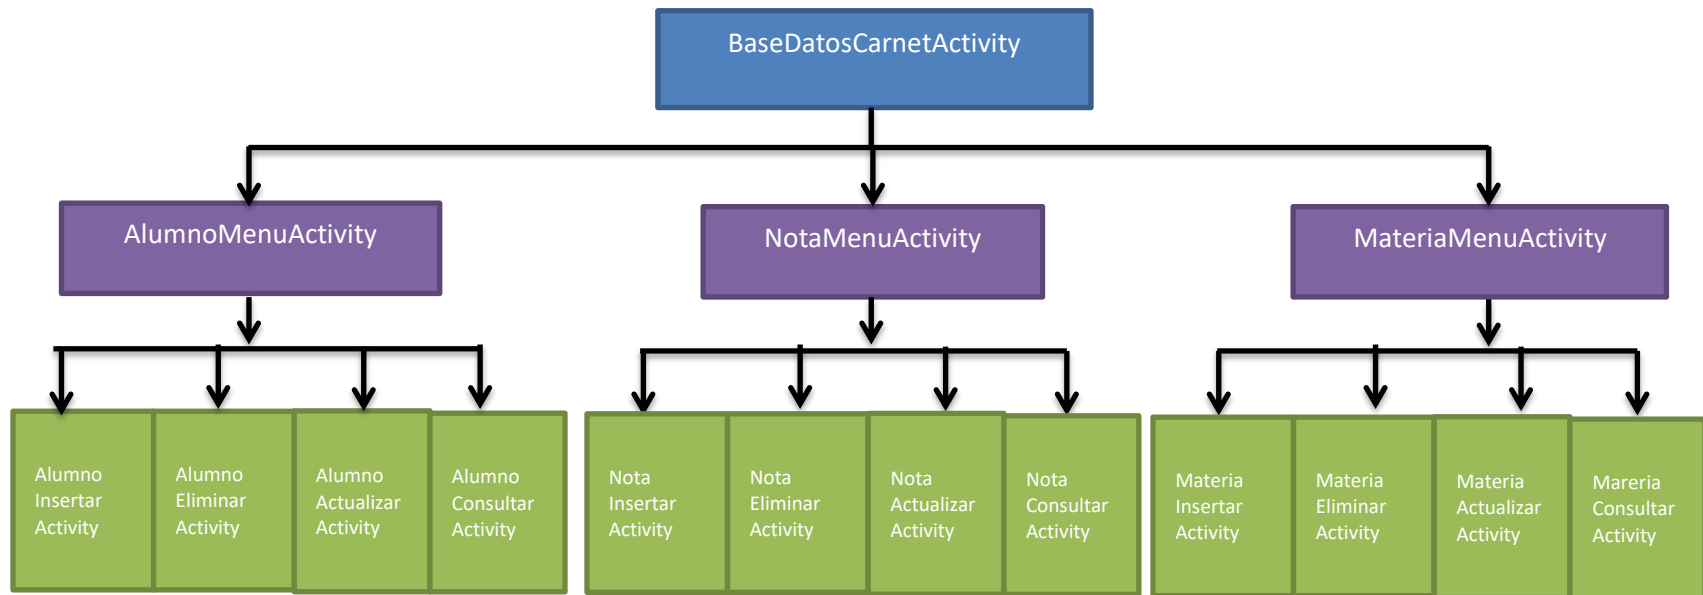 BaseDatosCarnetActivity
AlumnoMenuActivity
NotaMenuActivity
MateriaMenuActivity
Alumno
Insertar
Activity
Alumno
Eliminar
Activity
Alumno
Actualizar
Activity
Alumno
Consultar
Activity
Nota
Insertar
Activity
Nota
Eliminar
Activity
Nota
Actualizar
Activity
Nota
Consultar
Activity
Materia
Insertar
Activity
Materia
Eliminar
Activity
Materia
Actualizar
Activity
Mareria
Consultar
Activity